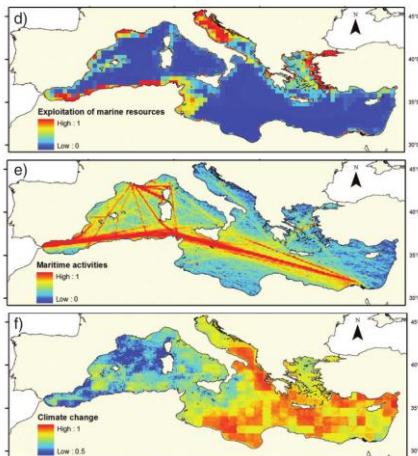 d)
N
45°N
40°N
35°N
30°N
Exploitation of marine resources
High : 1
Low : 0
e)
N
45°
40°
35°
30°
Maritime activities
High : 1
Low : 0
f)
N
45°
40°
35°
Climate change
High : 1
Low : 0.5